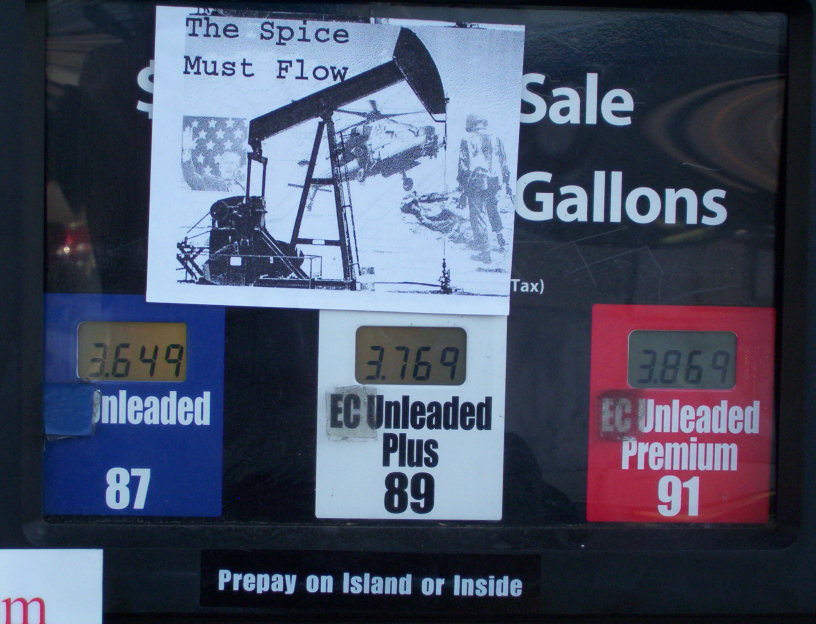 The Spice
Must Flow
$
Sale
Gallons
Tax)
3.649
3.769
3.869
Unleaded
87
EC Unleaded
Plus
89
EC Unleaded
Premium
91
Prepay on Island or Inside
m